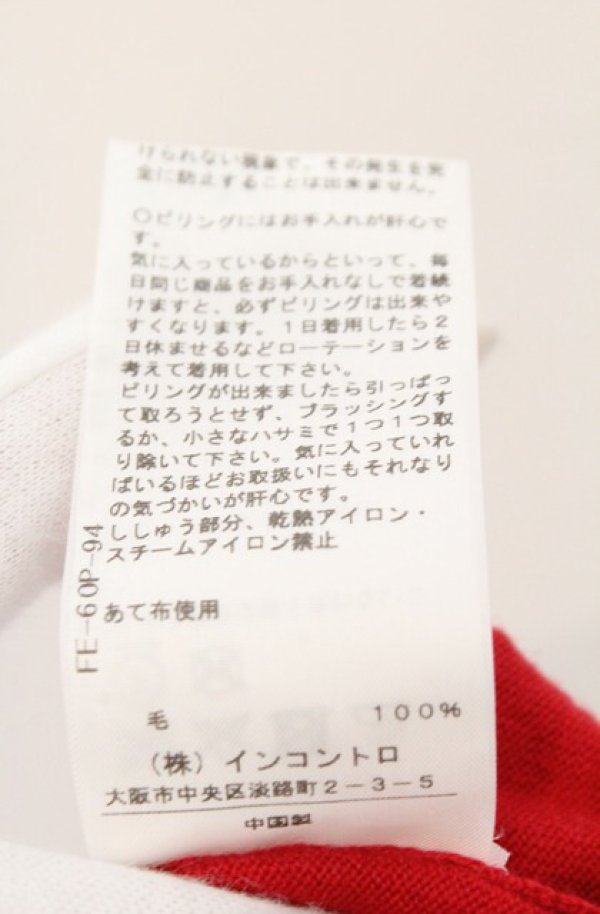 けられない現象で、その発生を完
全に防止することは出来ません。
〇ピリングにはお手入れが肝心で
す。
気に入っているからといって、毎
日同じ商品をお手入れなしで着続
けますと、必ずピリングは出来や
すくなります。1日着用したら2
日休ませるなどローテーションを
考えて着用して下さい。
ピリングが出来ましたら引っぱっ
て取ろうとせず、ブラッシングす
るか、小さなハサミで1つ1つ取
り除いて下さい。気に入っていれ
ばいるほどお取扱いにもそれなり
の気づかいが肝心です。
ししゅう部分、乾熱アイロン・
スチームアイロン禁止
あて布使用
FE-60P-94
毛 100%
(株)インコントロ
大阪市中央区淡路町2-3-5
中国製